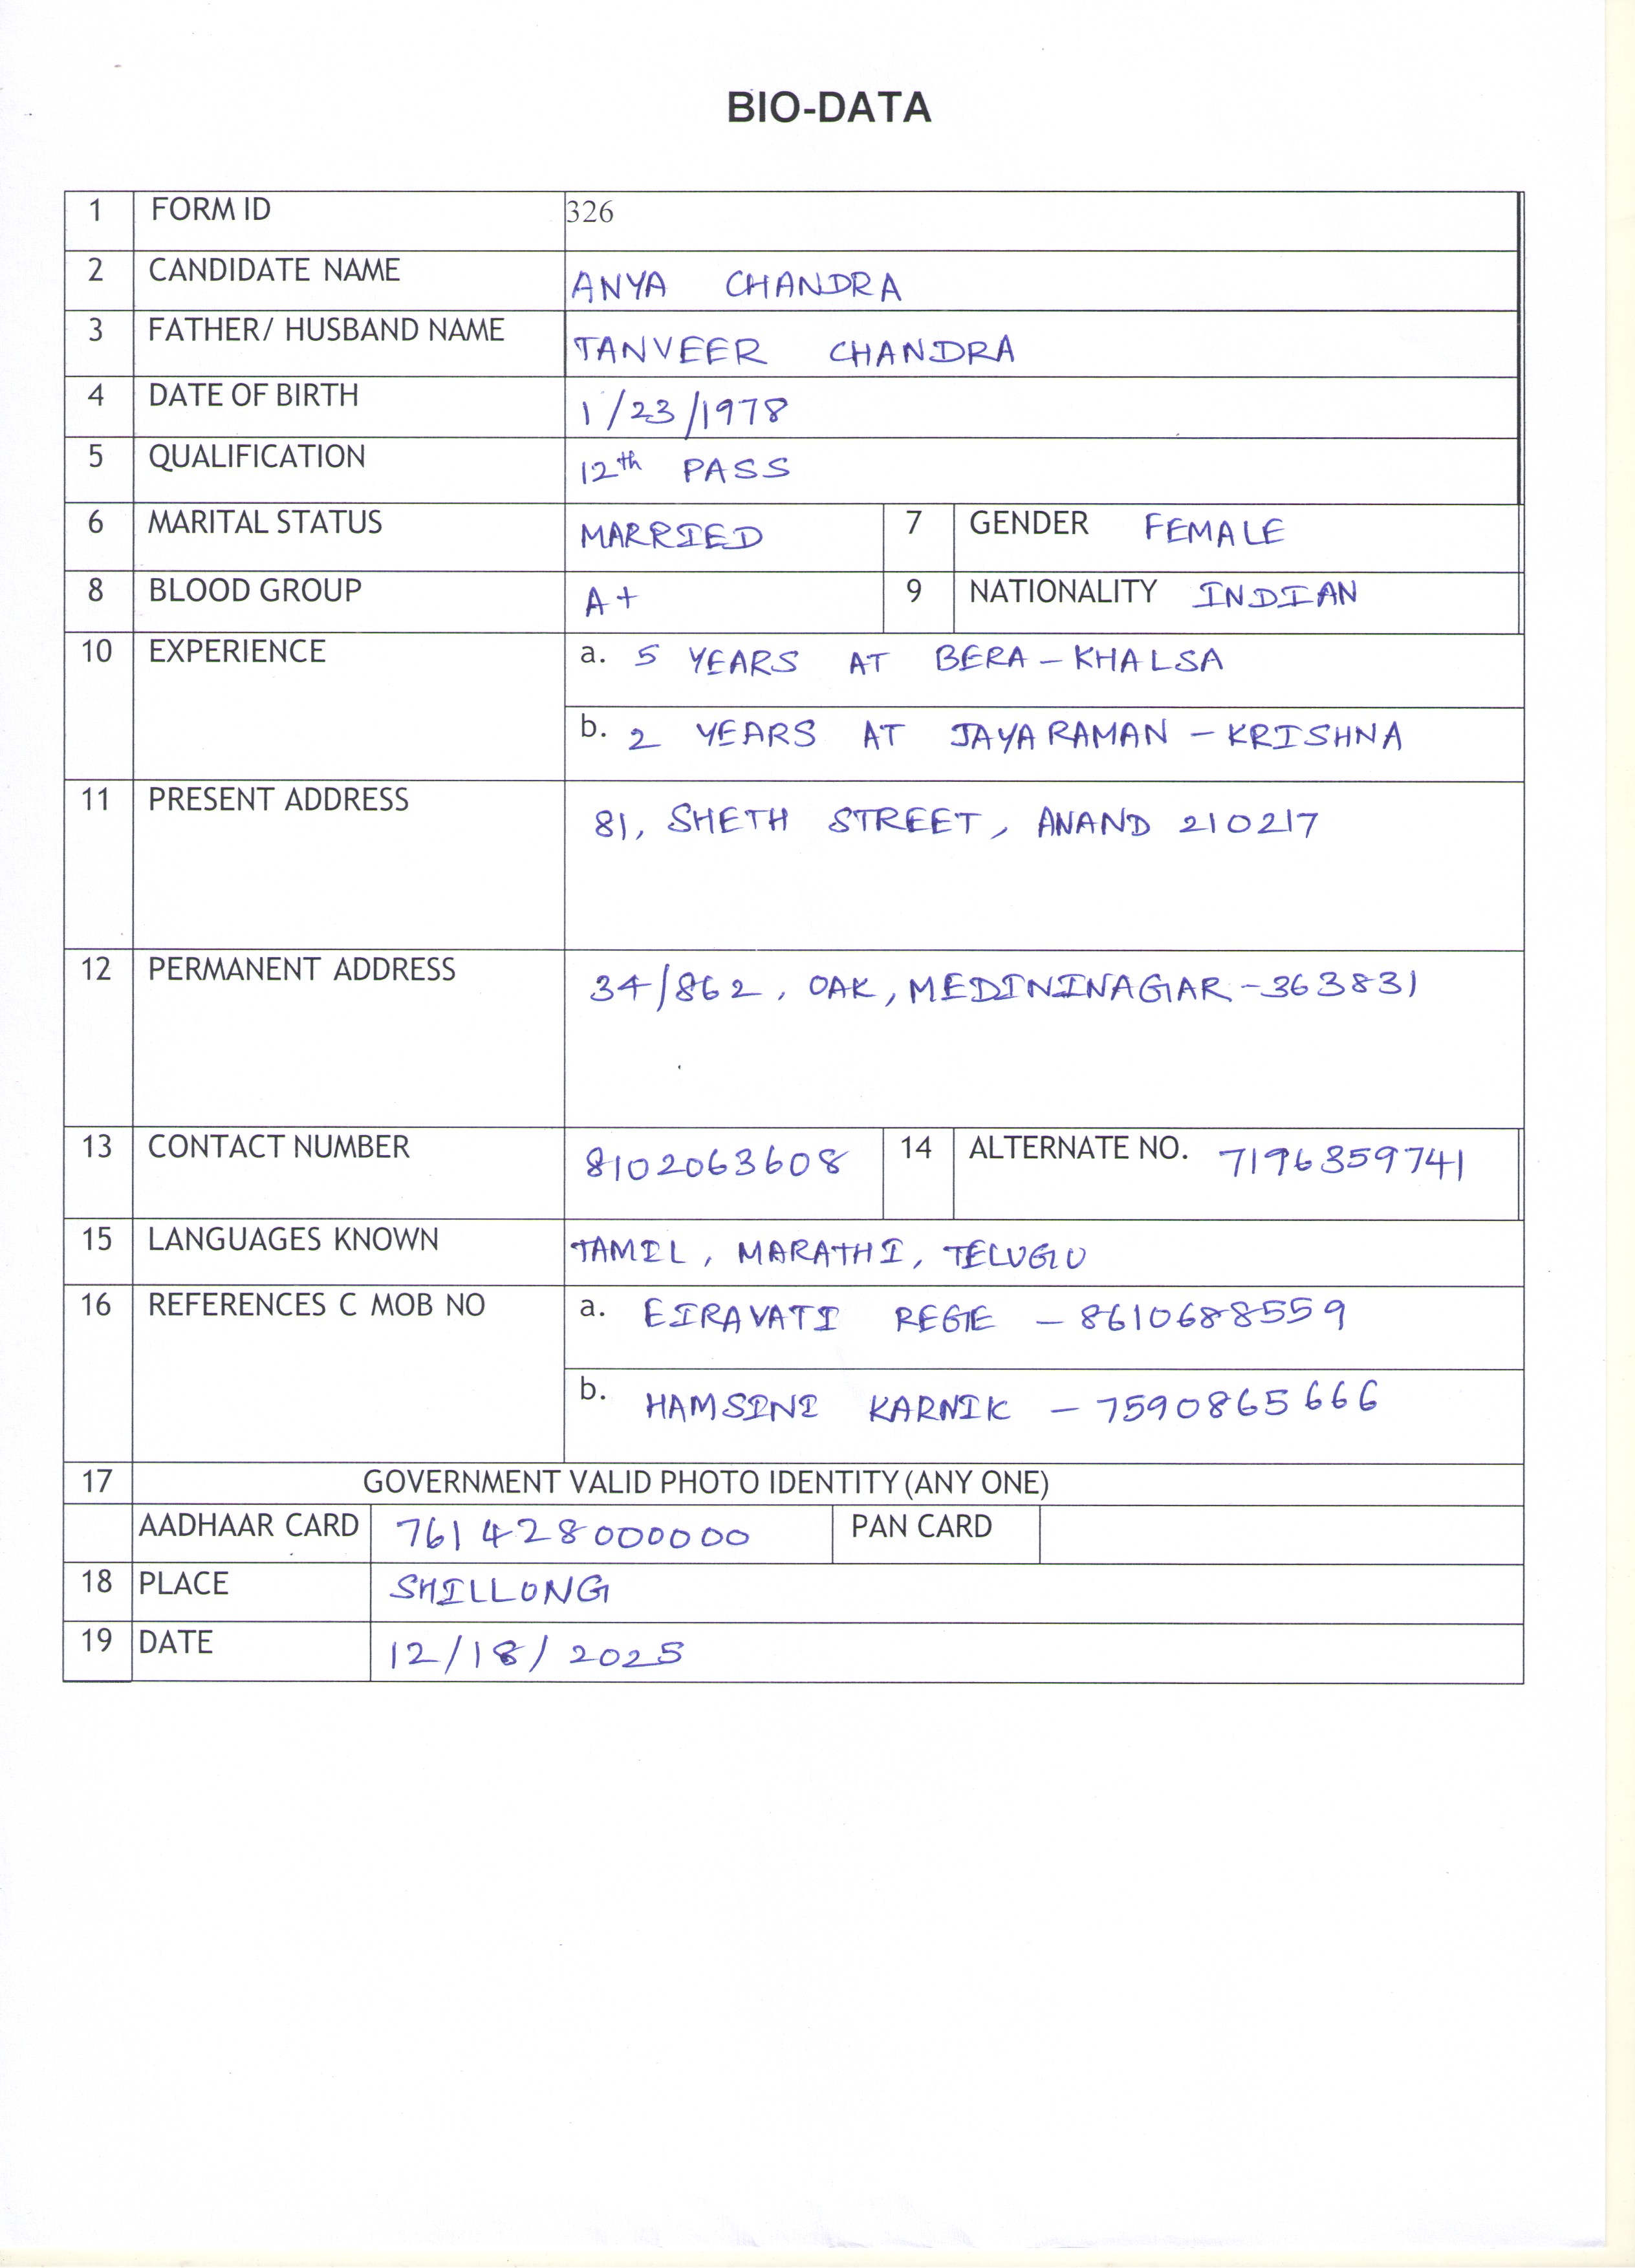 BIO-DATA
1 FORM ID 326
2 CANDIDATE NAME ANYA CHANDRA
3 FATHER/ HUSBAND NAME TANVEER CHANDRA
4 DATE OF BIRTH 1/23/1978
5 QUALIFICATION 12th PASS
6 MARITAL STATUS MARRIED 7 GENDER FEMALE
8 BLOOD GROUP A+ 9 NATIONALITY INDIAN
10 EXPERIENCE a. 5 YEARS AT BERA - KHALSA
b. 2 YEARS AT JAYARAMAN - KRISHNA
11 PRESENT ADDRESS 81, SHETH STREET, ANAND 210217
12 PERMANENT ADDRESS 34/862, OAK, MEDININAGAR - 363831
13 CONTACT NUMBER 8102063608 14 ALTERNATE NO. 7196359741
15 LANGUAGES KNOWN TAMIL, MARATHI, TELUGU
16 REFERENCES C MOB NO a. EIRAVATI REGE - 8610688559
b. HAMSINI KARNIK - 7590865666
17 GOVERNMENT VALID PHOTO IDENTITY (ANY ONE)
AADHAAR CARD 761428000000 PAN CARD
18 PLACE SHILLONG
19 DATE 12/18/2025